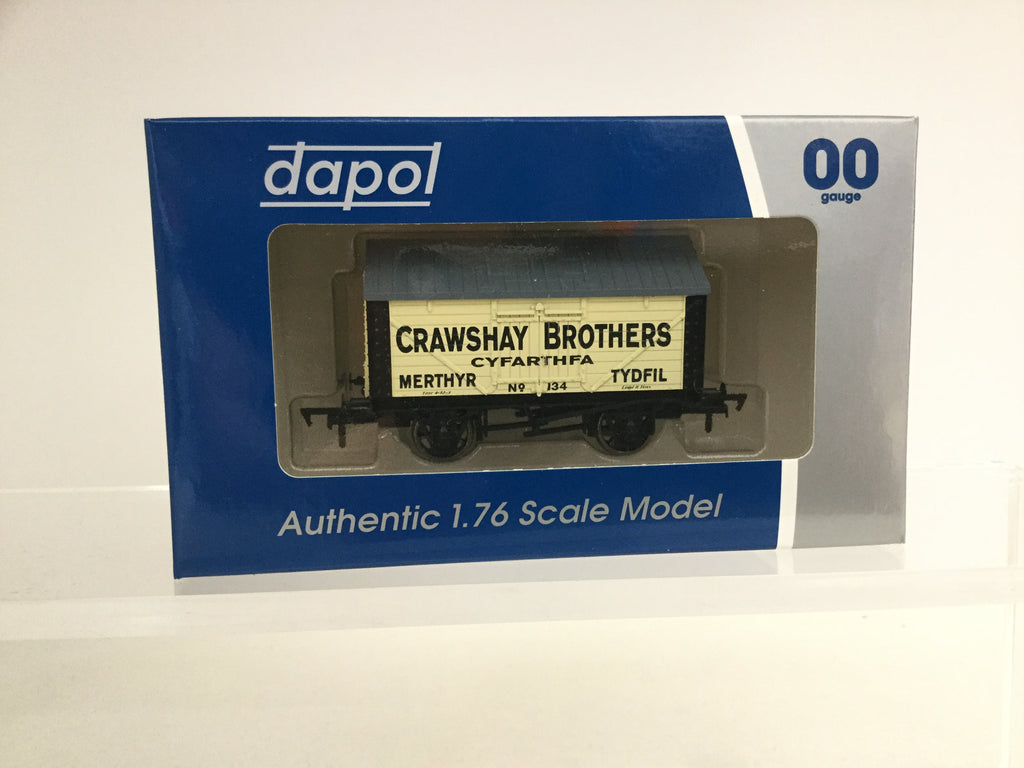 dapol
00
gauge
CRAWSHAY BROTHERS
CYFARTHFA
MERTHYR TYDFIL
No 134
Authentic 1.76 Scale Model